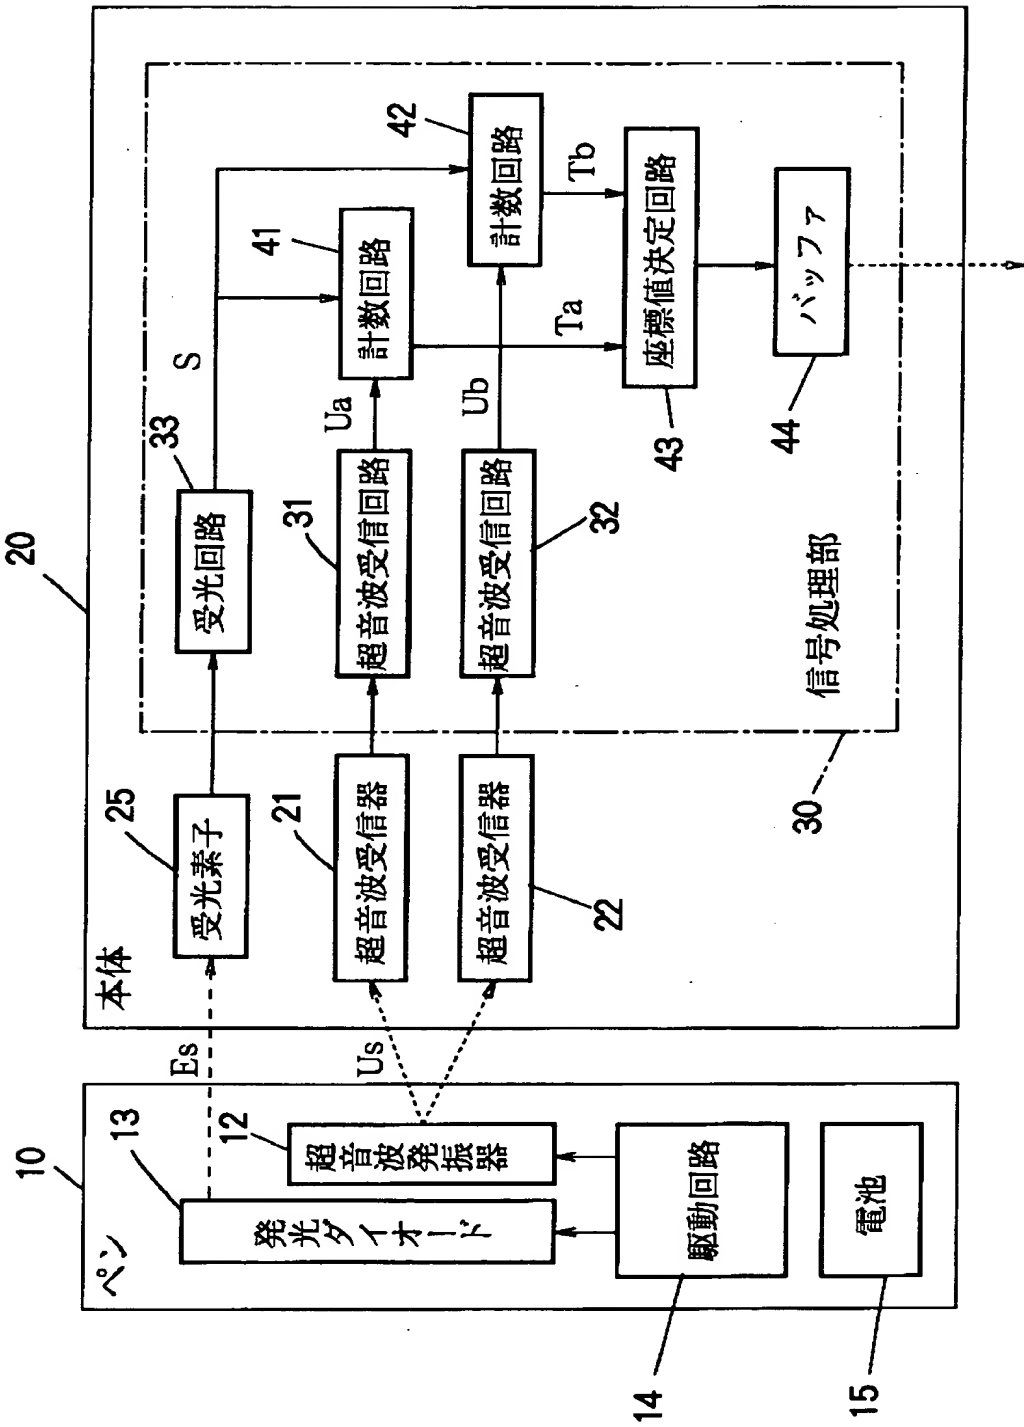 10
ペン
13
発光ダイオード
12
超音波発振器
駆動回路
14
電池
15
Es
Us
20
本体
25
受光素子
21
超音波受信器
22
超音波受信器
33
受光回路
S
31
超音波受信回路
Ua
32
超音波受信回路
Ub
41
計数回路
Ta
42
計数回路
Tb
43
座標値決定回路
44
バッファ
30
信号処理部